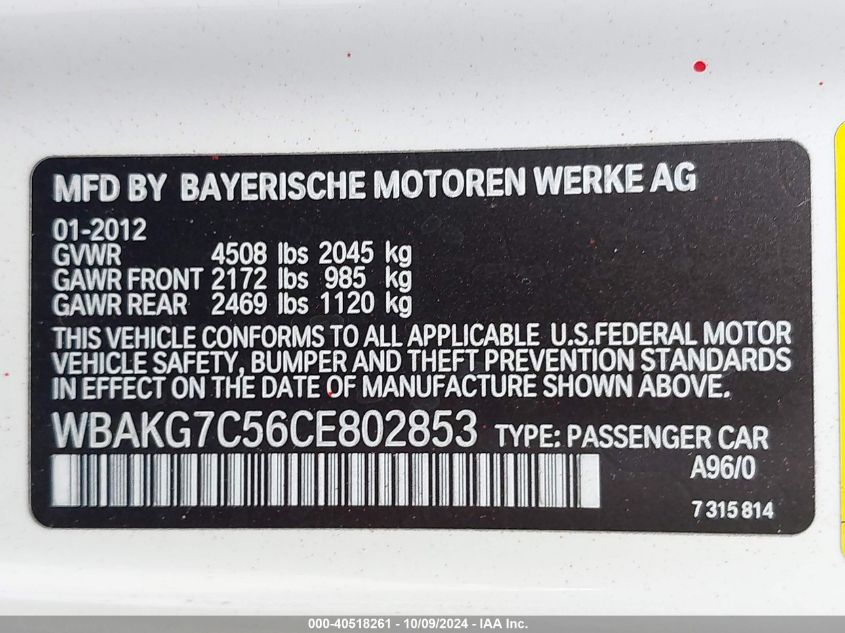 MFD BY BAYERISCHE MOTOREN WERKE AG
01-2012
GVWR 4508 lbs 2045 kg
GAWR FRONT 2172 lbs 985 kg
GAWR REAR 2469 lbs 1120 kg
THIS VEHICLE CONFORMS TO ALL APPLICABLE U.S.FEDERAL MOTOR
VEHICLE SAFETY, BUMPER AND THEFT PREVENTION STANDARDS
IN EFFECT ON THE DATE OF MANUFACTURE SHOWN ABOVE.
WBAKG7C56CE802853 TYPE: PASSENGER CAR
A96/0
7 315 814
000-40518261 - 10/09/2024 - IAA Inc.